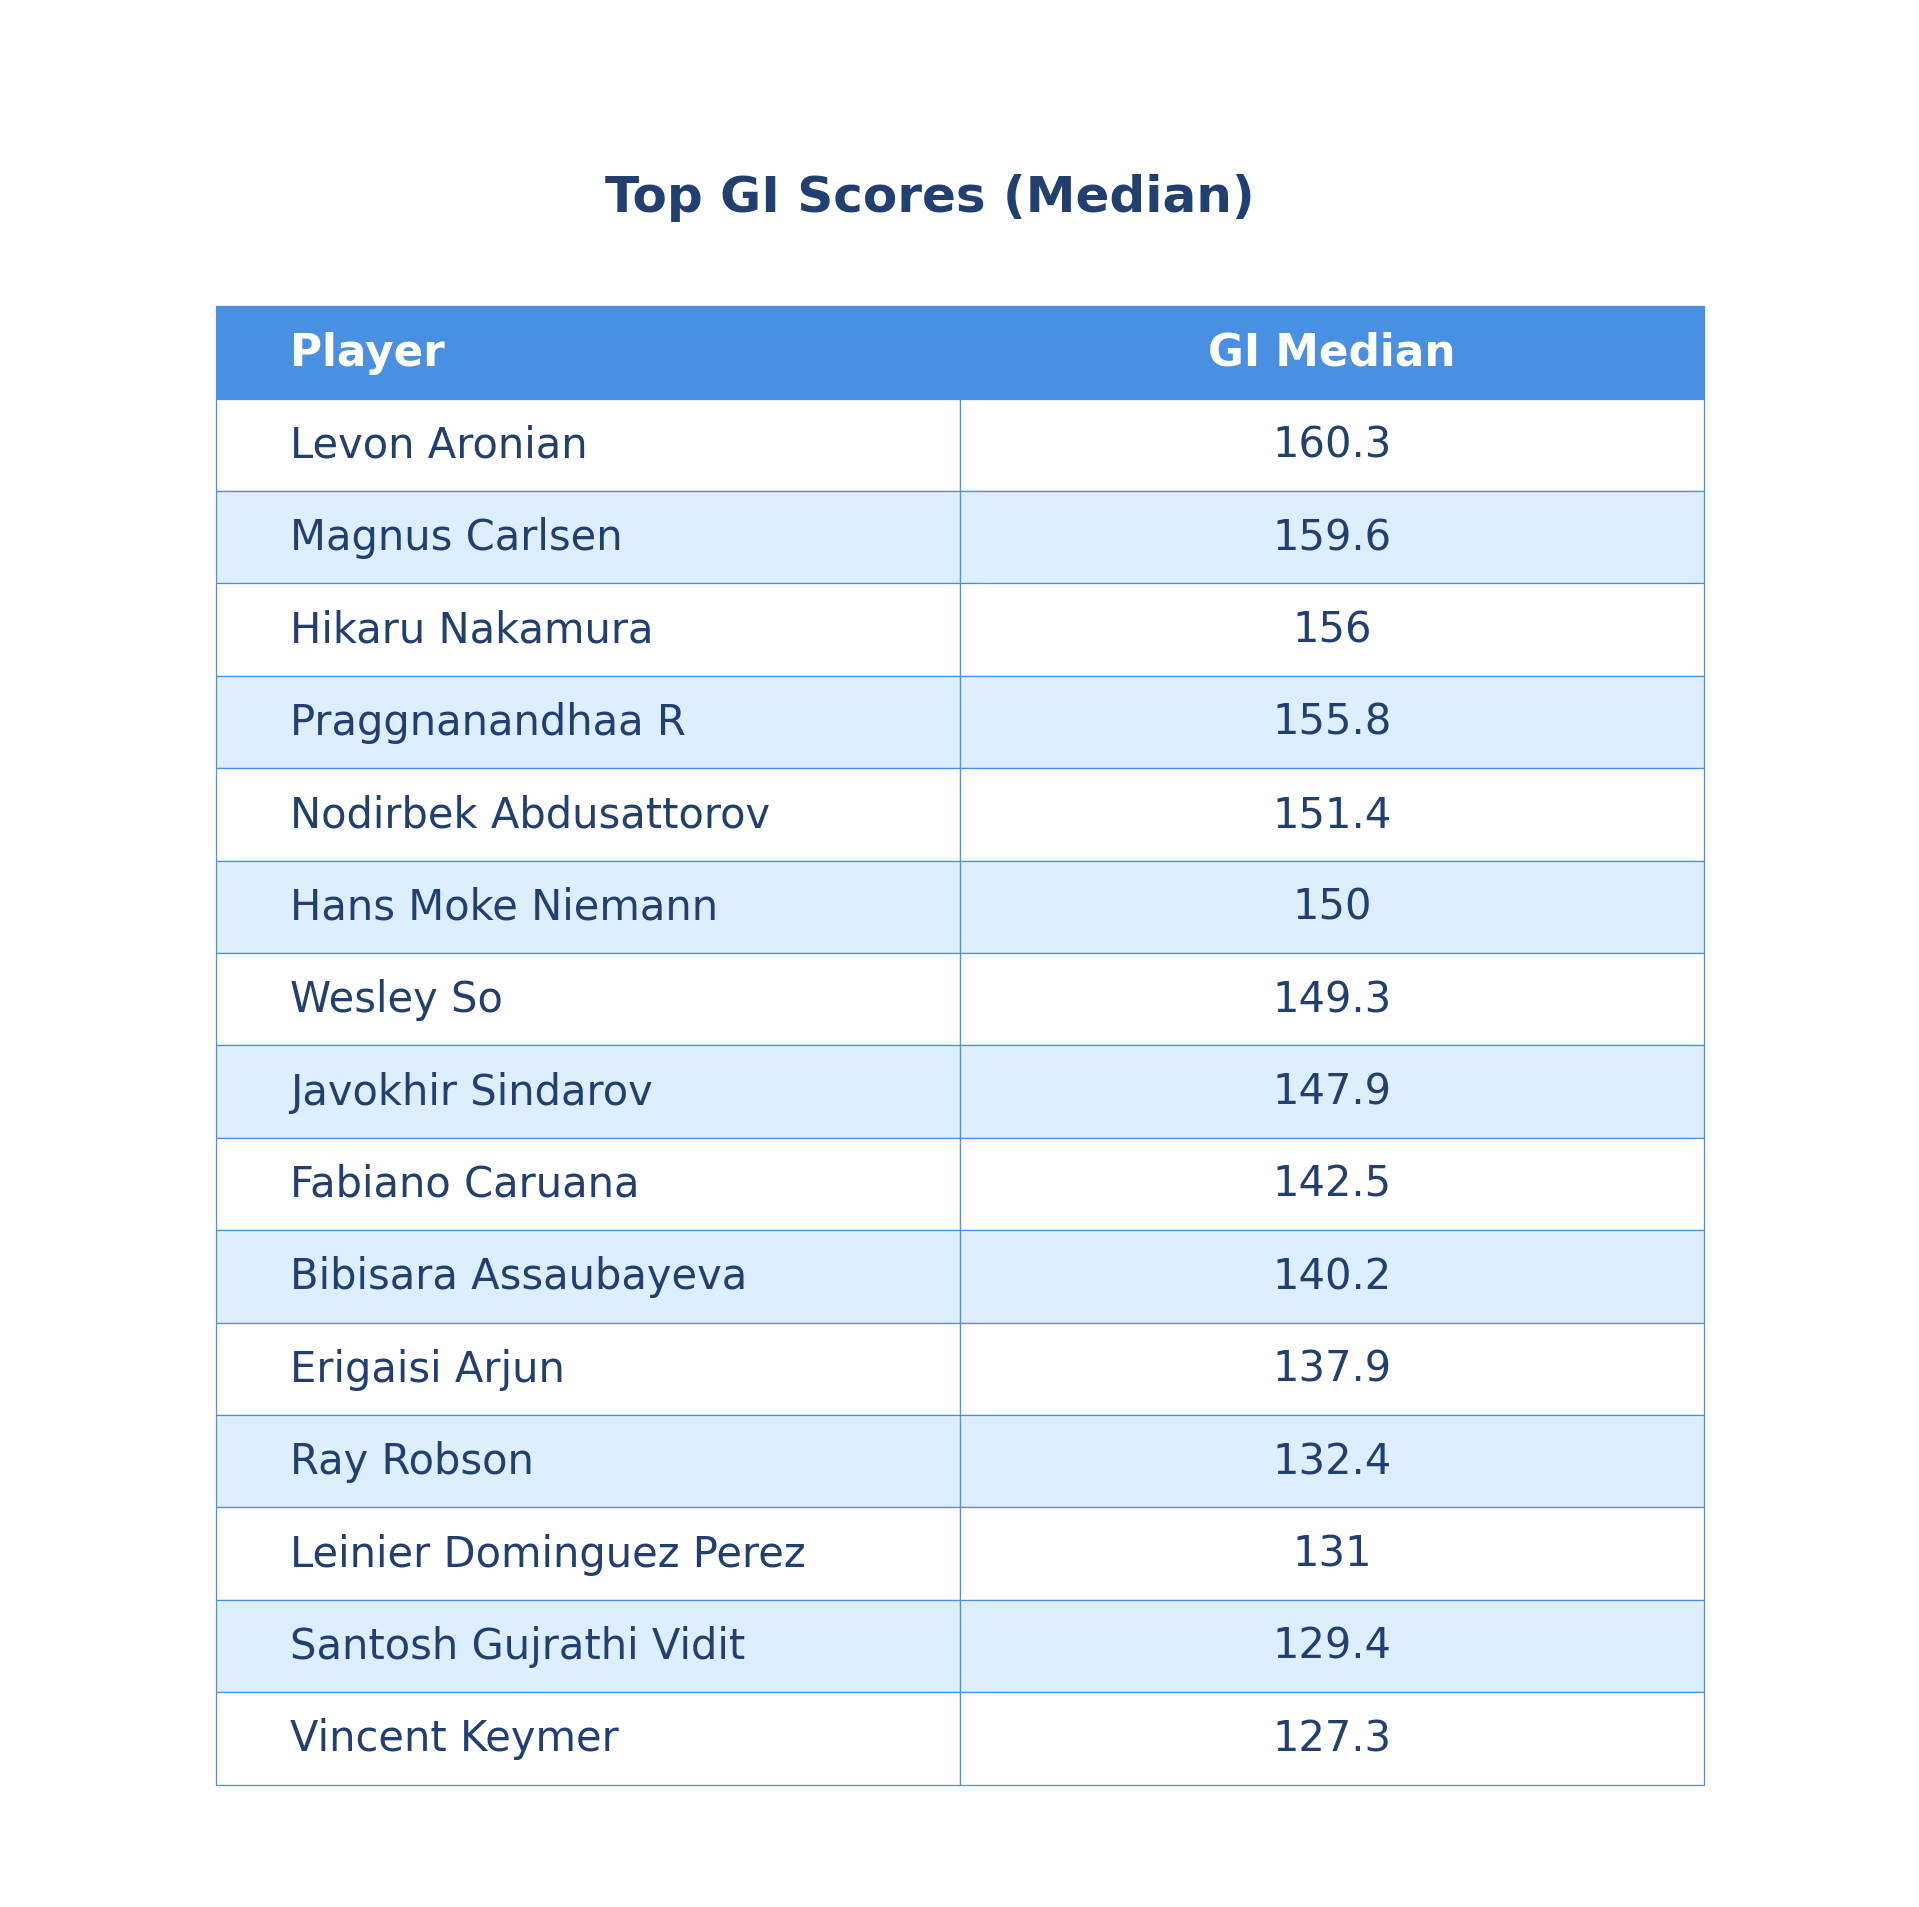 Top GI Scores (Median)
Player GI Median
Levon Aronian 160.3
Magnus Carlsen 159.6
Hikaru Nakamura 156
Praggnanandhaa R 155.8
Nodirbek Abdusattorov 151.4
Hans Moke Niemann 150
Wesley So 149.3
Javokhir Sindarov 147.9
Fabiano Caruana 142.5
Bibisara Assaubayeva 140.2
Erigaisi Arjun 137.9
Ray Robson 132.4
Leinier Dominguez Perez 131
Santosh Gujrathi Vidit 129.4
Vincent Keymer 127.3